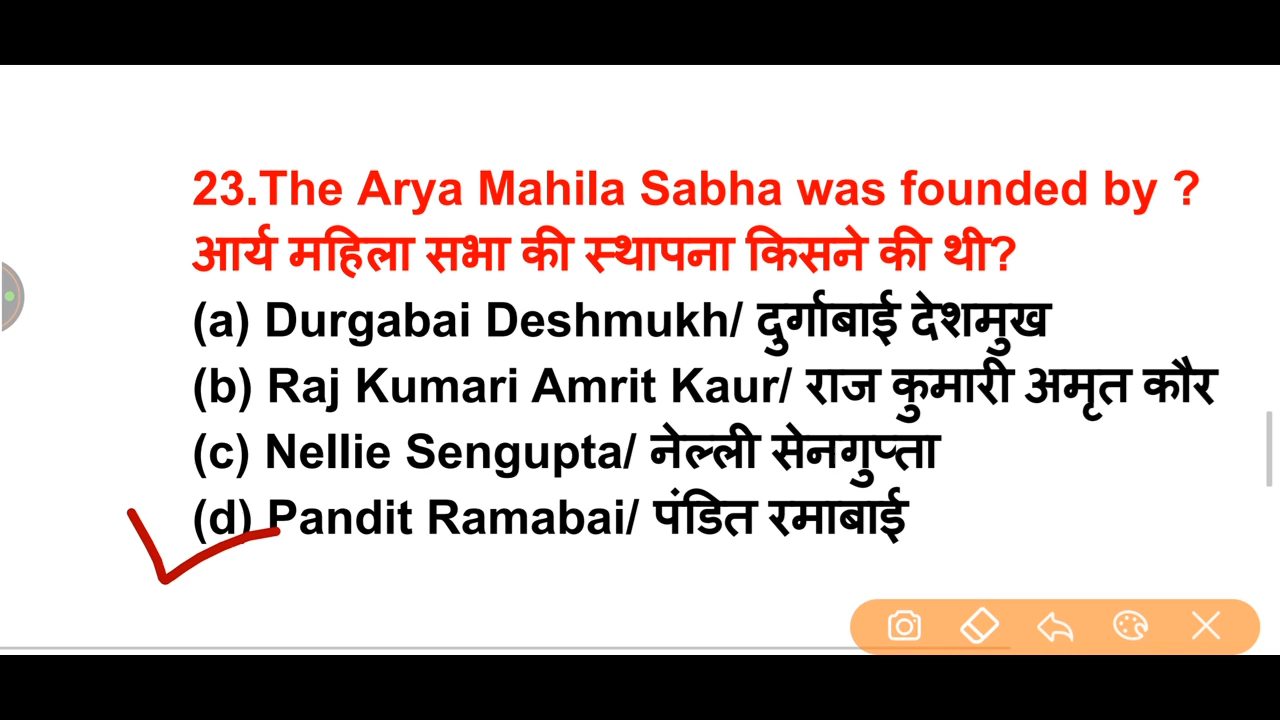 23.The Arya Mahila Sabha was founded by ?
आर्य महिला सभा की स्थापना किसने की थी?
(a) Durgabai Deshmukh/ दुर्गाबाई देशमुख
(b) Raj Kumari Amrit Kaur/ राज कुमारी अमृत कौर
(c) Nellie Sengupta/ नेल्ली सेनगुप्ता
(d) Pandit Ramabai/ पंडित रमाबाई